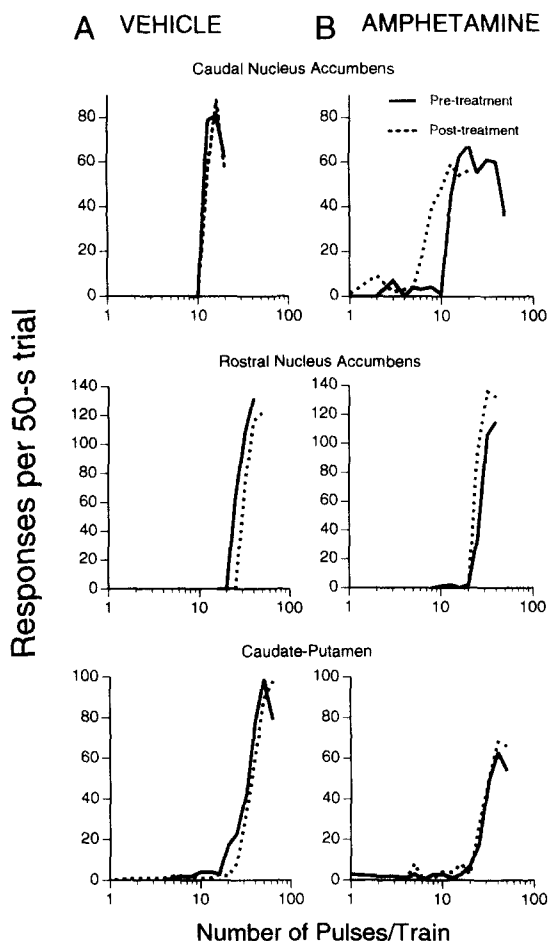 A VEHICLE
B AMPHETAMINE
Caudal Nucleus Accumbens
Pre-treatment
Post-treatment
80
60
40
20
0
1 10 100
80
60
40
20
0
1 10 100
Rostral Nucleus Accumbens
140
120
100
80
60
40
20
0
1 10 100
140
120
100
80
60
40
20
0
1 10 100
Caudate-Putamen
100
80
60
40
20
0
1 10 100
100
80
60
40
20
0
1 10 100
Responses per 50-s trial
Number of Pulses/Train